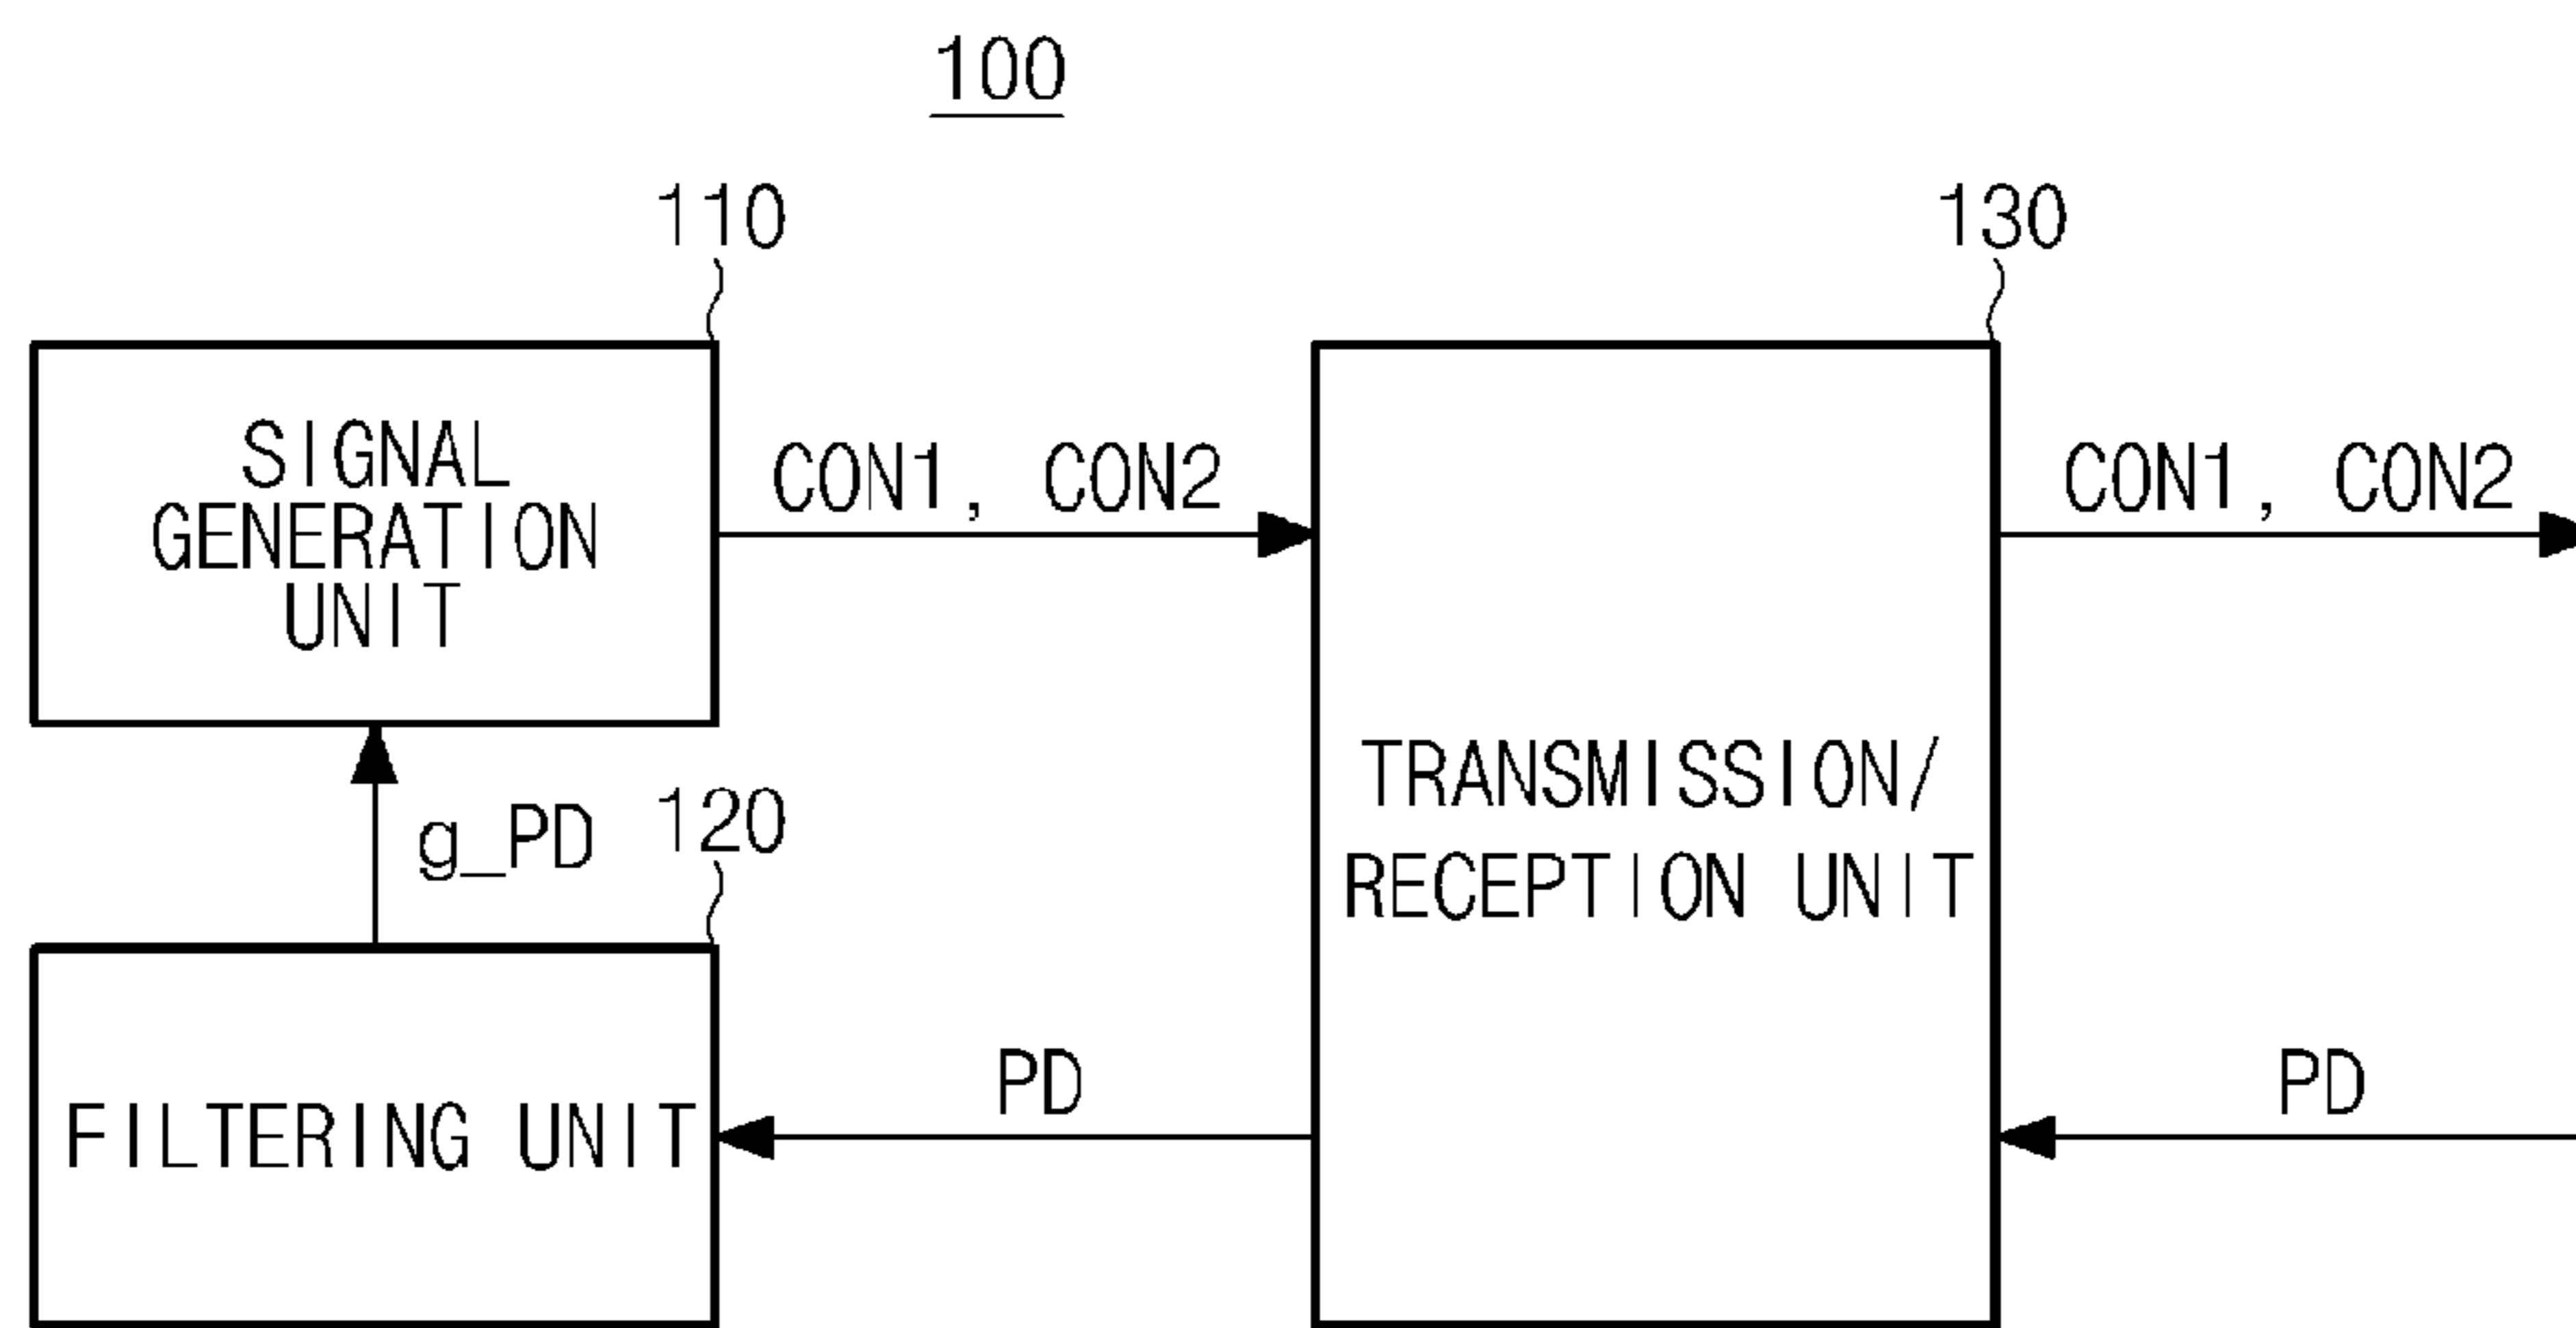 100
110
130
SIGNAL
GENERATION
UNIT
CON1, CON2
CON1, CON2
TRANSMISSION/
RECEPTION UNIT
g_PD
120
FILTERING UNIT
PD
PD